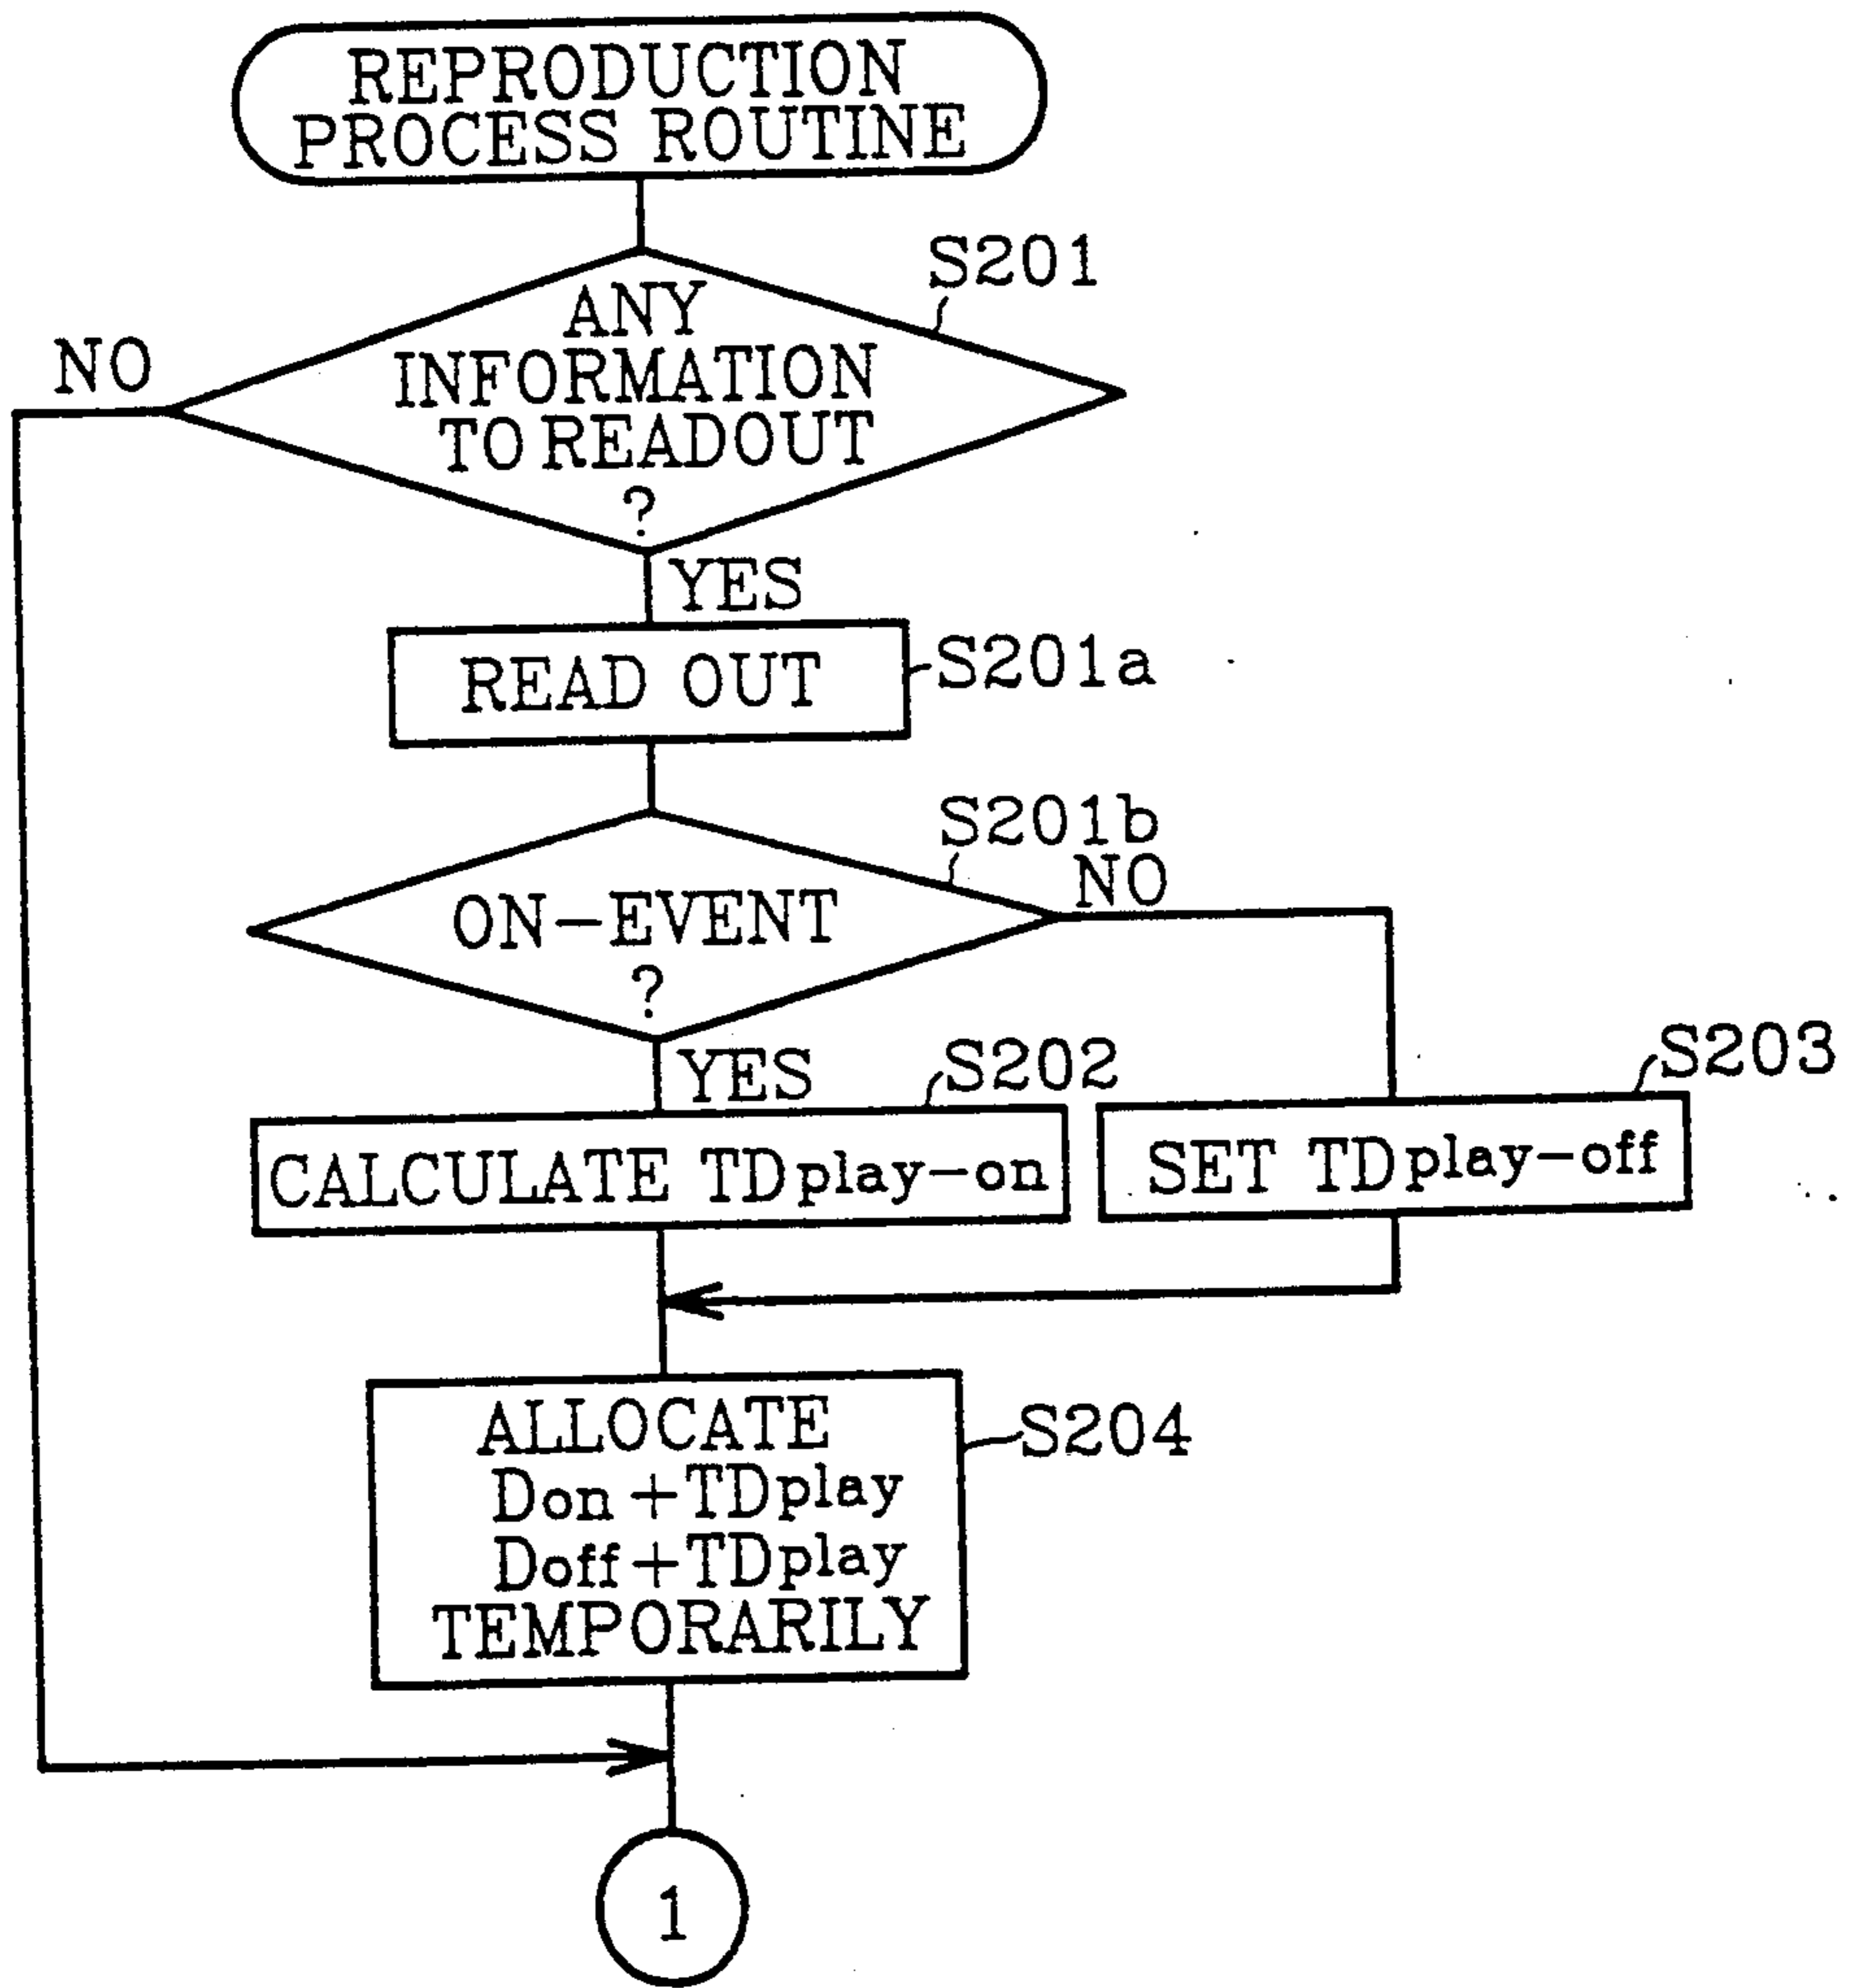 REPRODUCTION
PROCESS ROUTINE
S201
ANY
INFORMATION
TO READOUT
?
NO
YES
READ OUT
S201a
S201b
ON-EVENT
?
NO
YES
S202
S203
CALCULATE TDplay-on
SET TDplay-off
ALLOCATE
Don+TDplay
Doff+TDplay
TEMPORARILY
S204
1